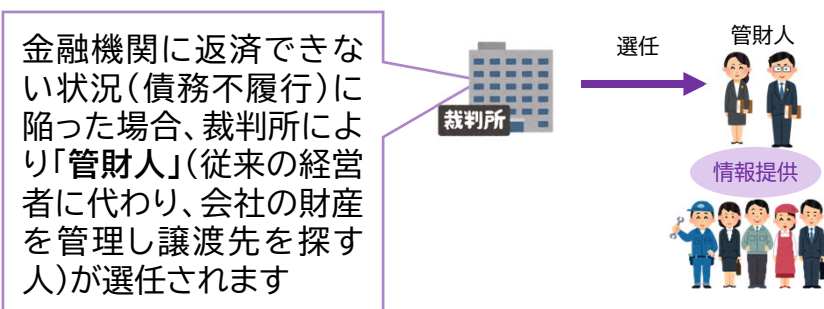 金融機関に返済できな
い状況(債務不履行)に
陥った場合、裁判所によ
り「管財人」(従来の経営
者に代わり、会社の財産
を管理し譲渡先を探す
人)が選任されます
裁判所
選任
管財人
情報提供